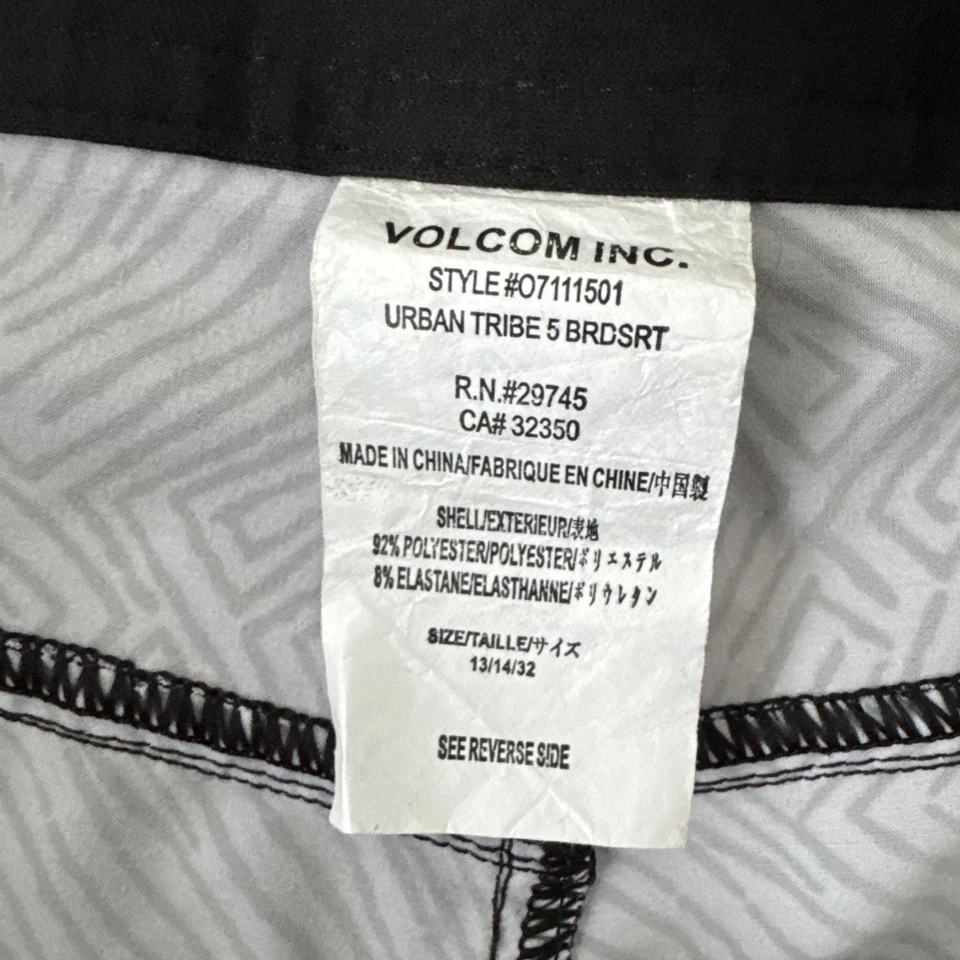 VOLCOM INC.
STYLE #O7111501
URBAN TRIBE 5 BRDSRT
R.N.#29745
CA# 32350
MADE IN CHINA/FABRIQUE EN CHINE/中国製
SHELL/EXTERIEUR/表地
92% POLYESTER/POLYESTER/ポリエステル
8% ELASTANE/ELASTHANNE/ポリウレタン
SIZE/TAILLE/サイズ
13/14/32
SEE REVERSE SIDE